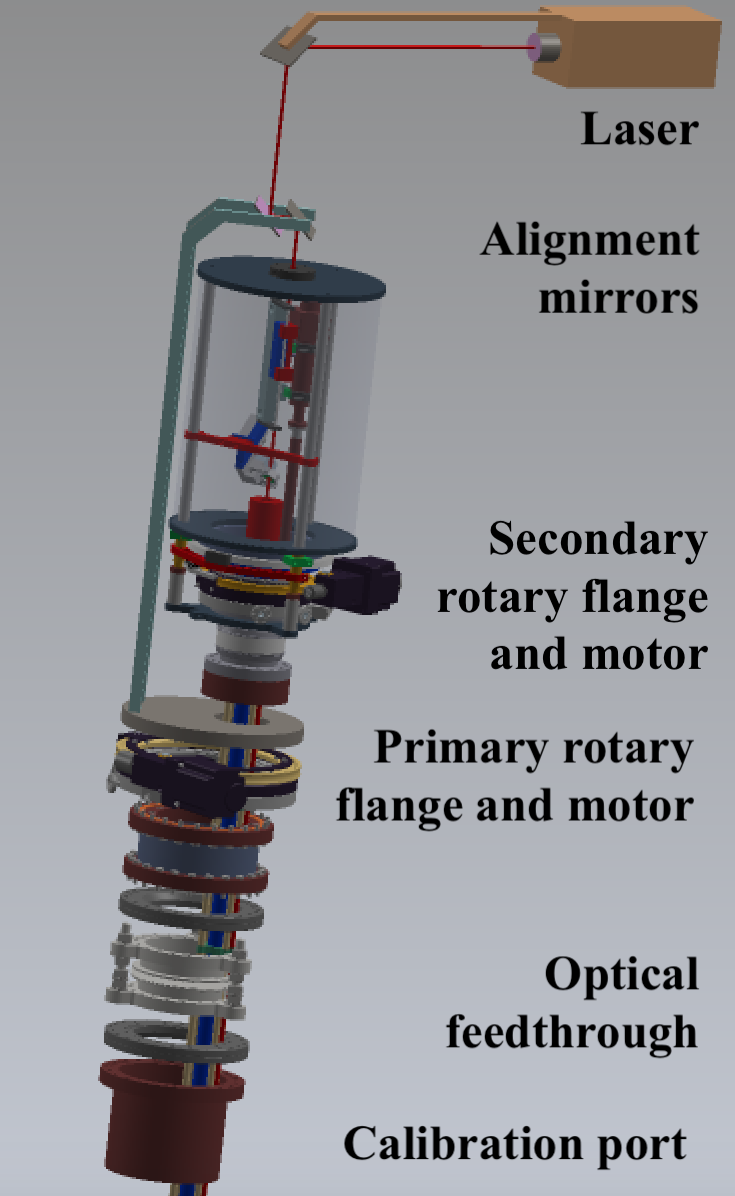 Laser
Alignment
mirrors
Secondary
rotary flange
and motor
Primary rotary
flange and motor
Optical
feedthrough
Calibration port